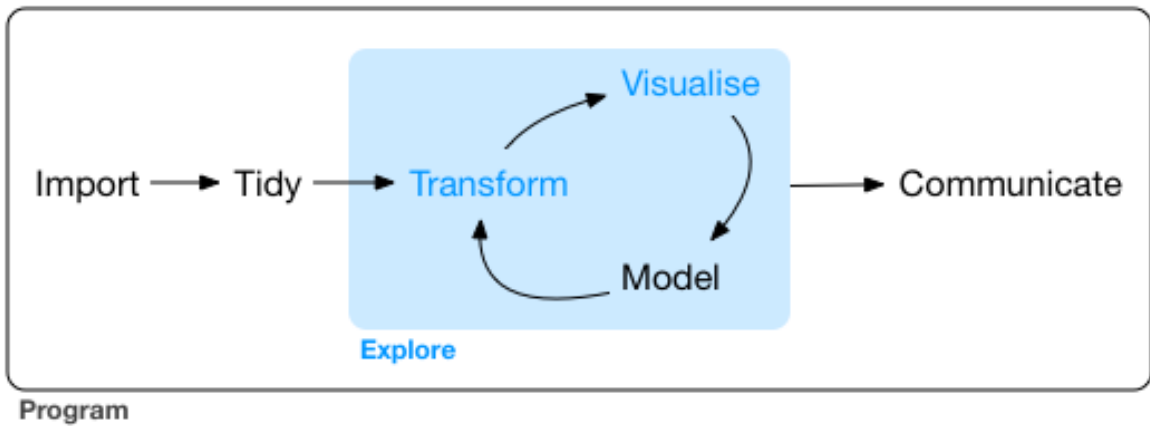 Visualise
Import
Tidy
Transform
Communicate
Model
Explore
Program